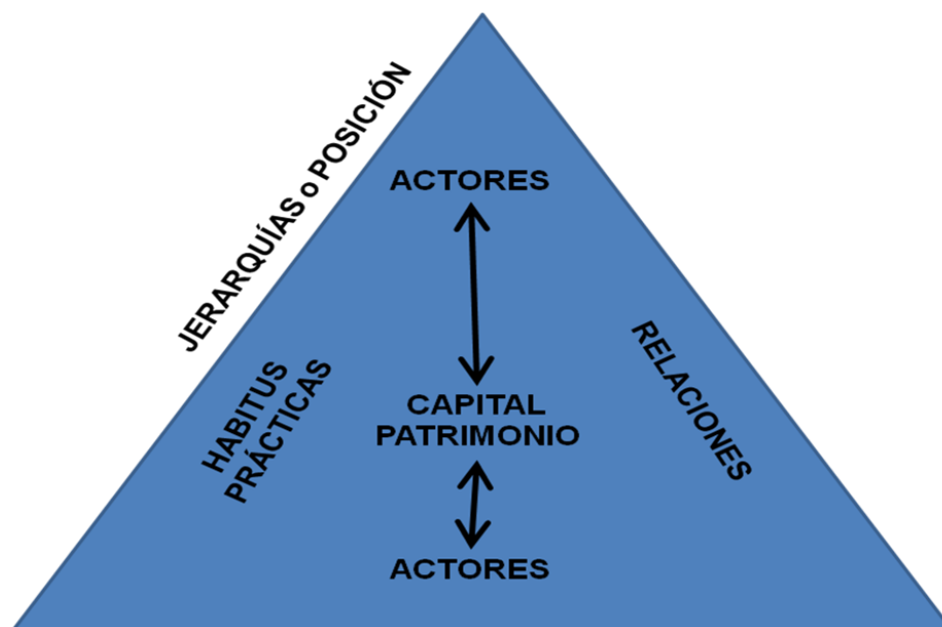 JERARQUÍAS o POSICIÓN
ACTORES
HABITUS
PRÁCTICAS
RELACIONES
CAPITAL
PATRIMONIO
ACTORES